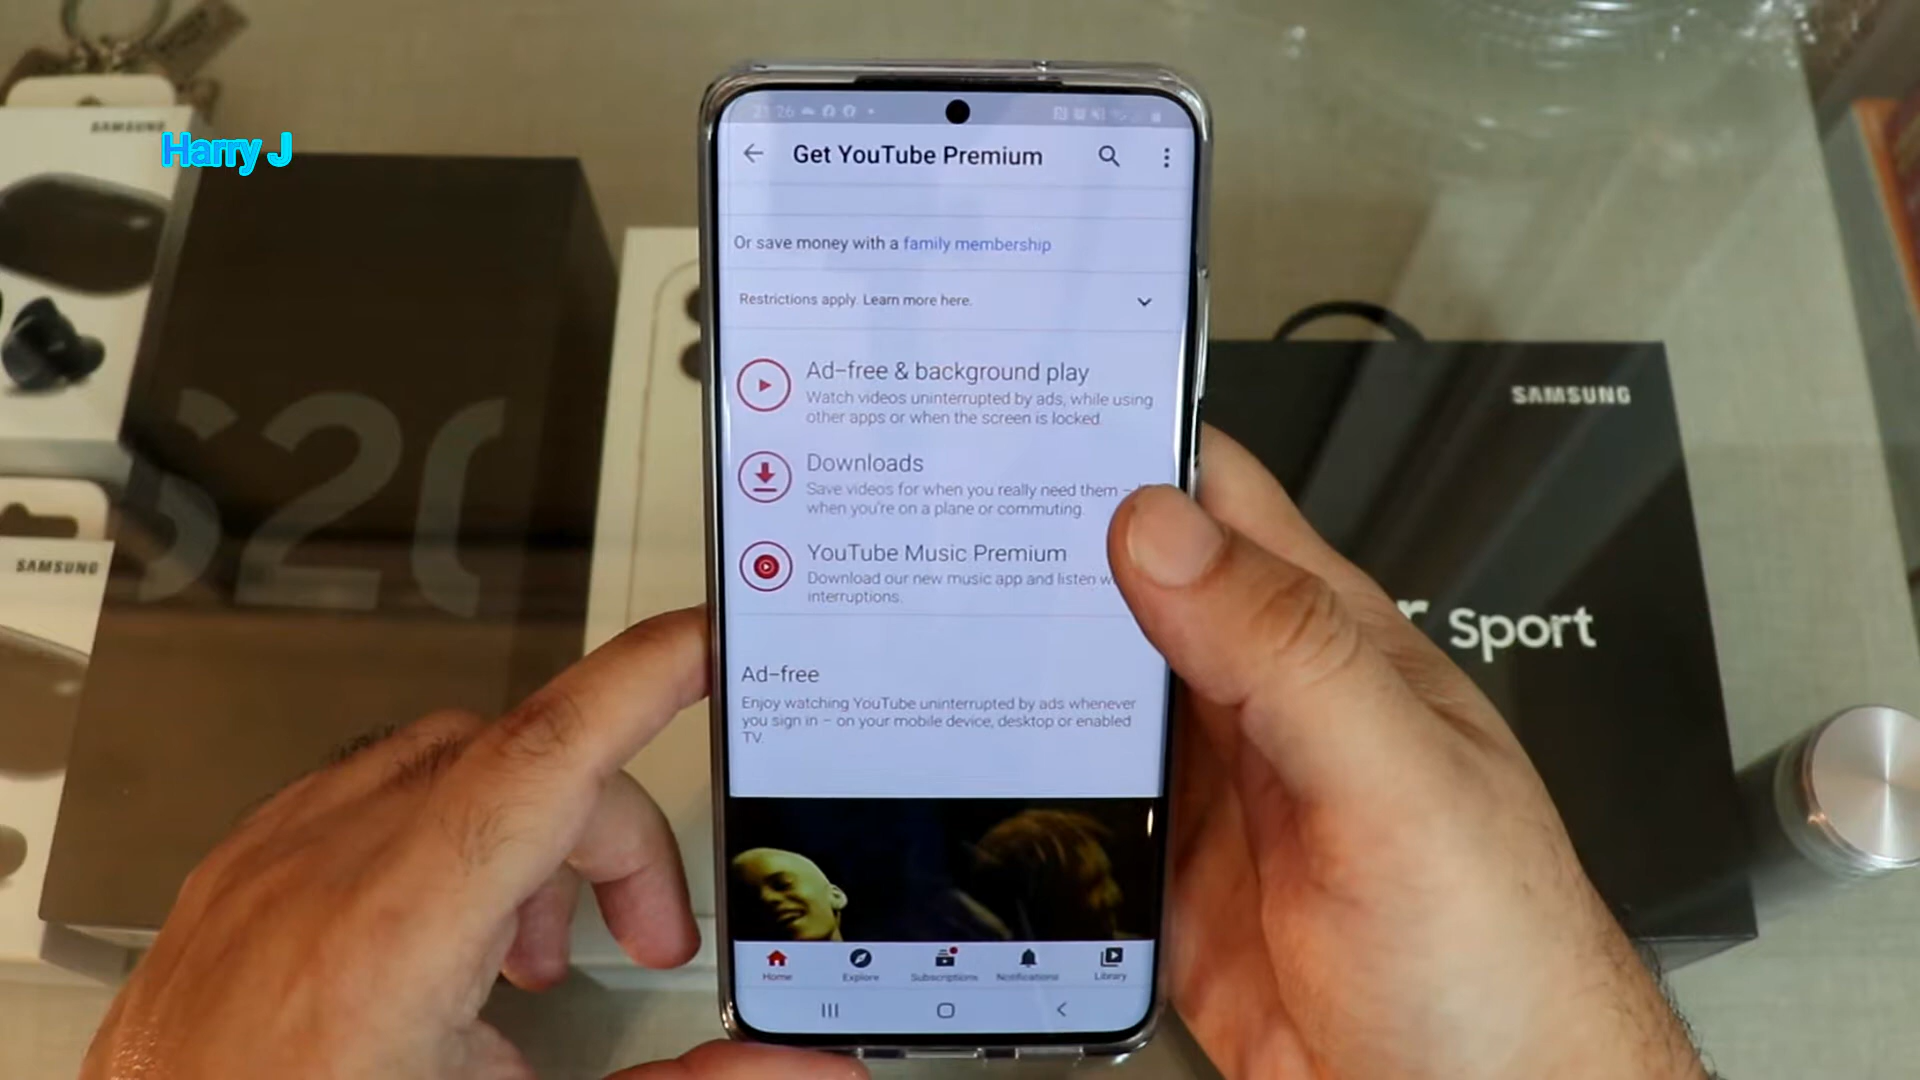 SAMSUNG
Harry J
21:26
Get YouTube Premium
Or save money with a family membership
Restrictions apply. Learn more here.
Ad-free & background play
Watch videos uninterrupted by ads, while using
other apps or when the screen is locked.
Downloads
Save videos for when you really need them –
when you're on a plane or commuting.
YouTube Music Premium
Download our new music app and listen
interruptions.
Ad-free
Enjoy watching YouTube uninterrupted by ads whenever
you sign in – on your mobile device, desktop or enabled
TV.
Home Explore Subscriptions Notifications Library
S20
SAMSUNG
SAMSUNG
r sport